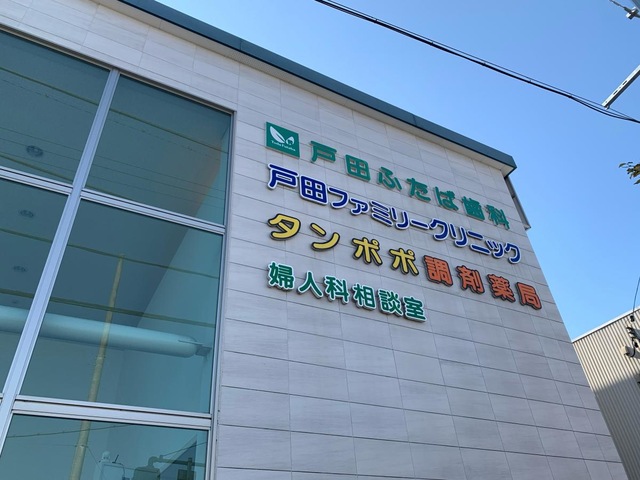 戸田ふたば歯科
戸田ファミリークリニック
タンポポ調剤薬局
婦人科相談室